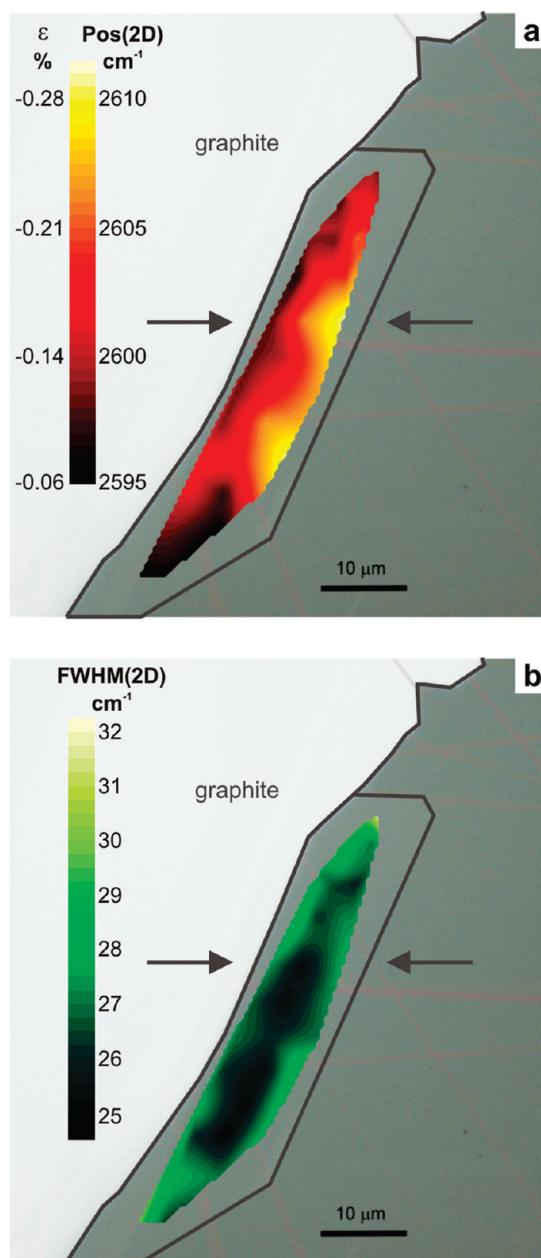 a
ε Pos(2D)
% cm⁻¹
-0.28 2610
graphite
-0.21 2605
-0.14 2600
-0.06 2595
10 μm
b
FWHM(2D)
cm⁻¹
32
31
graphite
30
29
28
27
26
25
10 μm